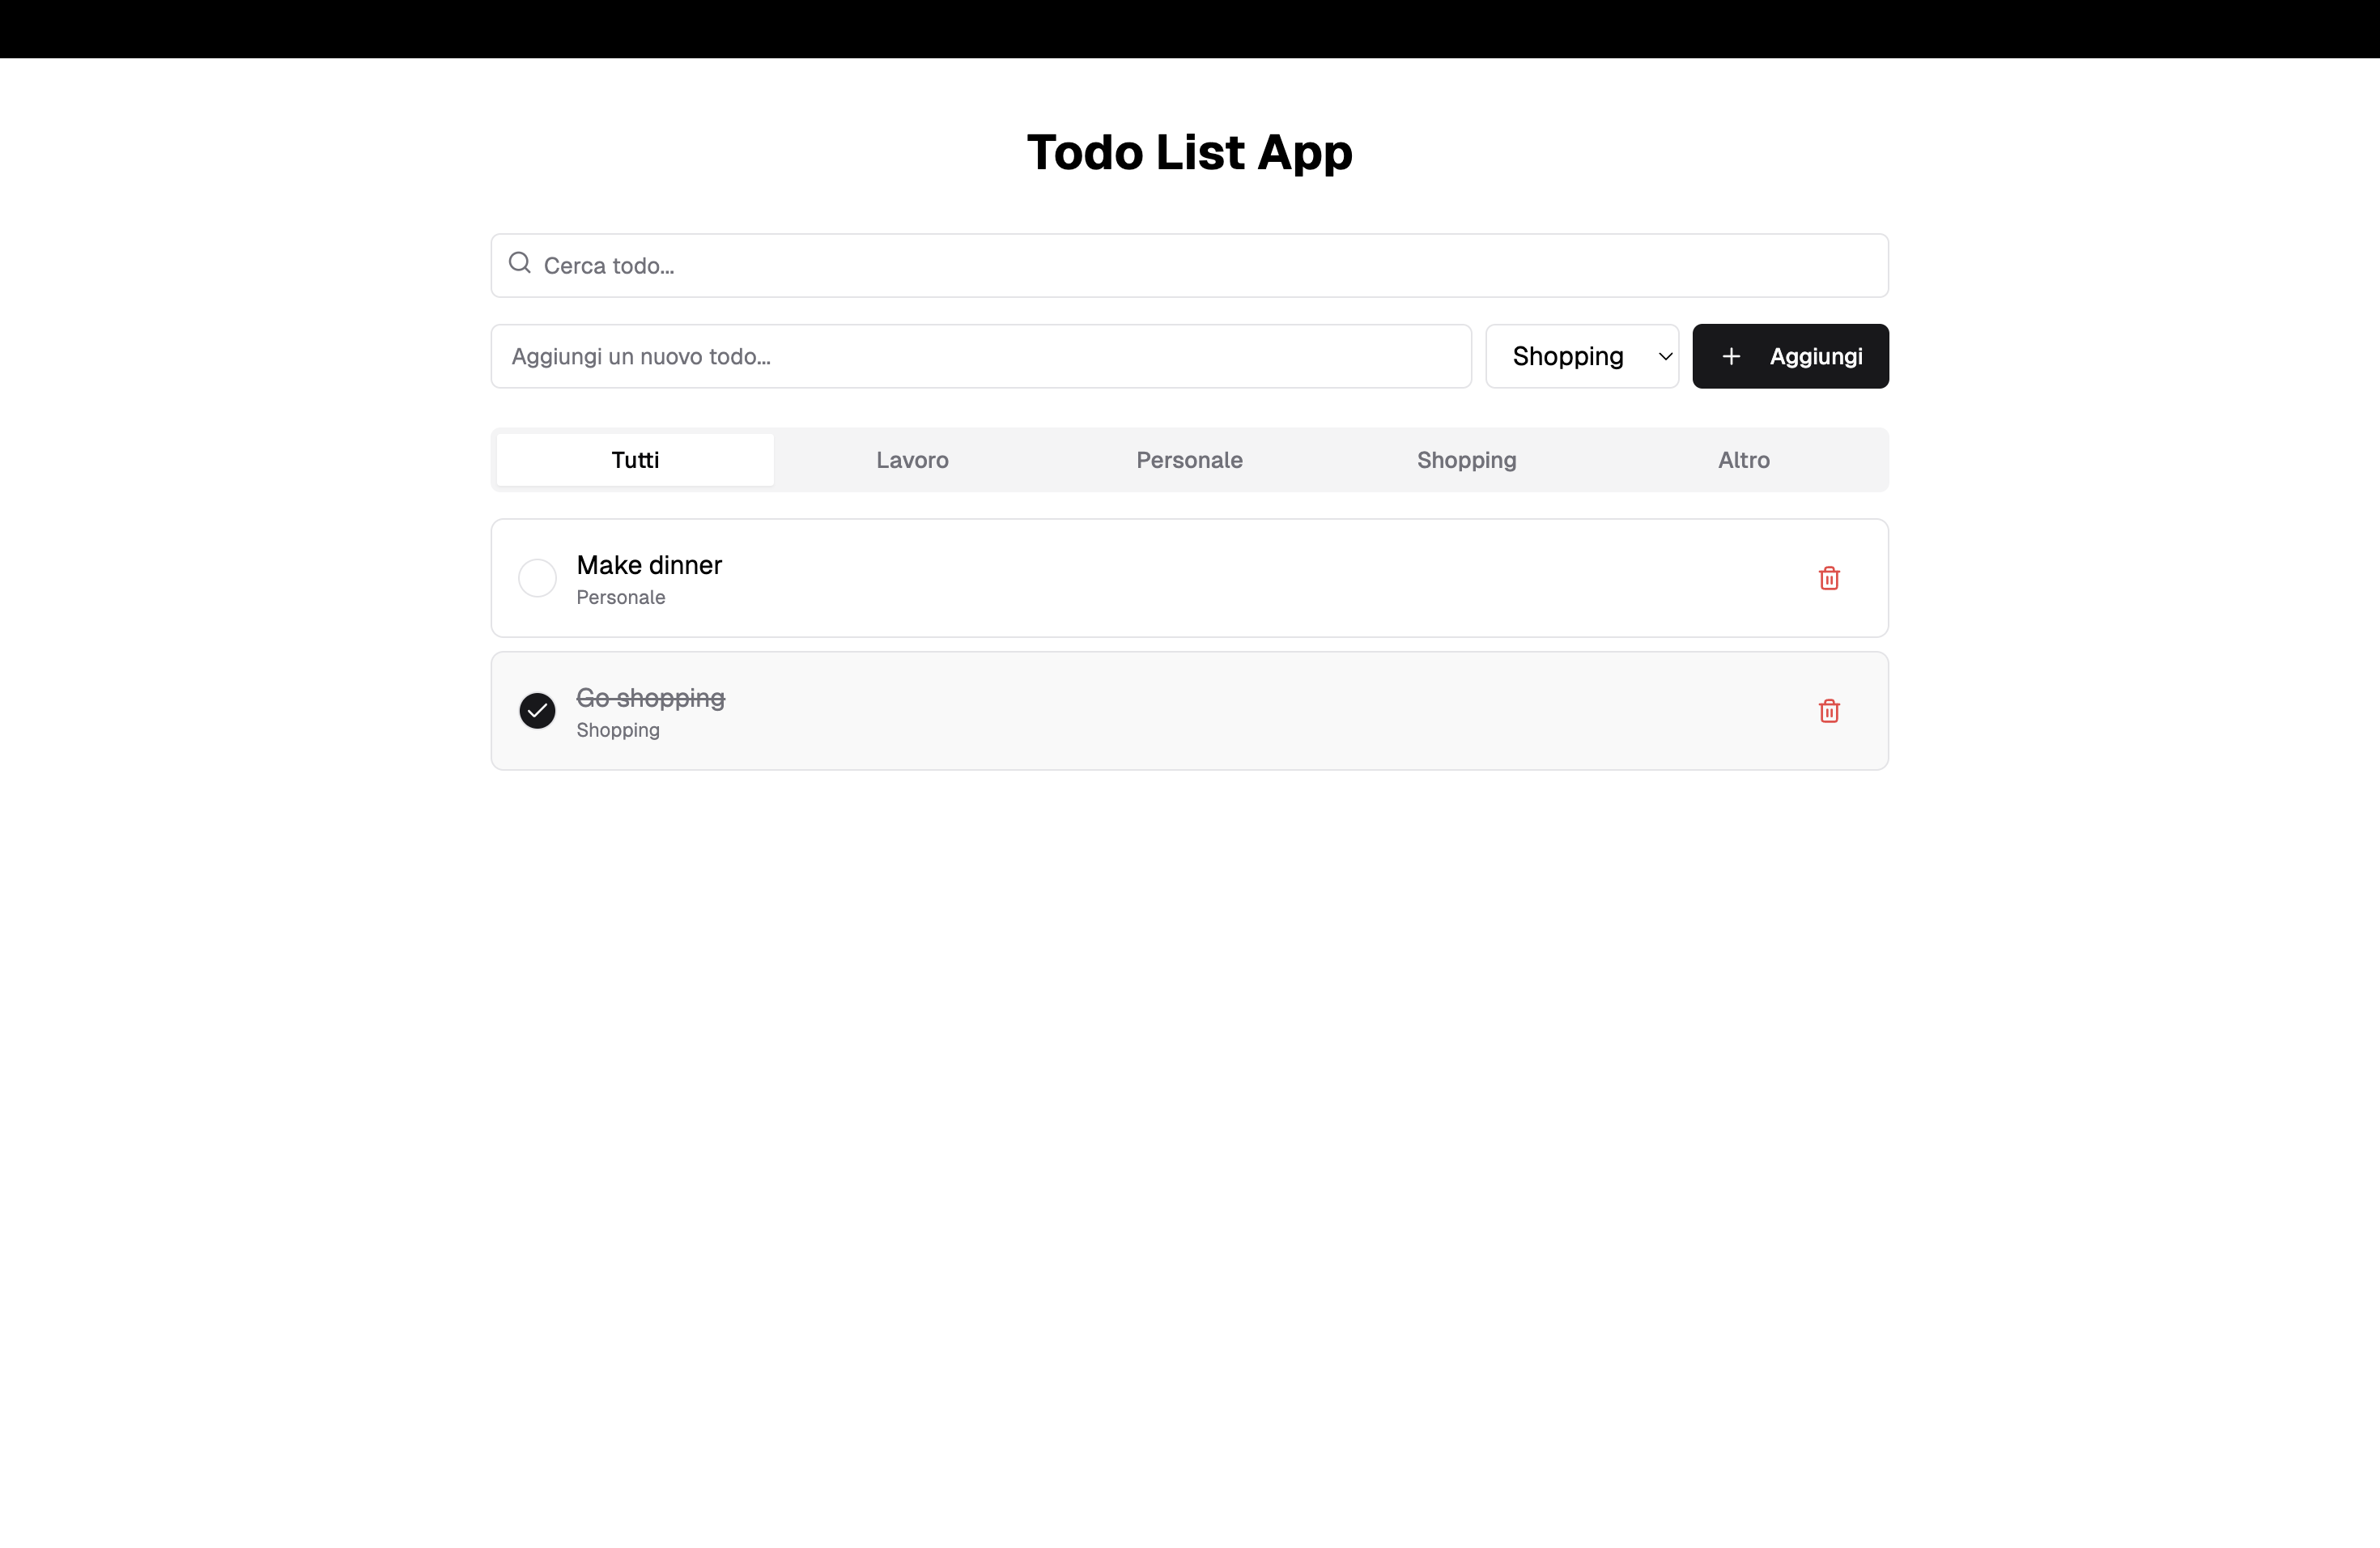 Todo List App
Cerca todo...
Aggiungi un nuovo todo...
Shopping
Aggiungi
Tutti
Lavoro
Personale
Shopping
Altro
Make dinner
Personale
Go shopping
Shopping